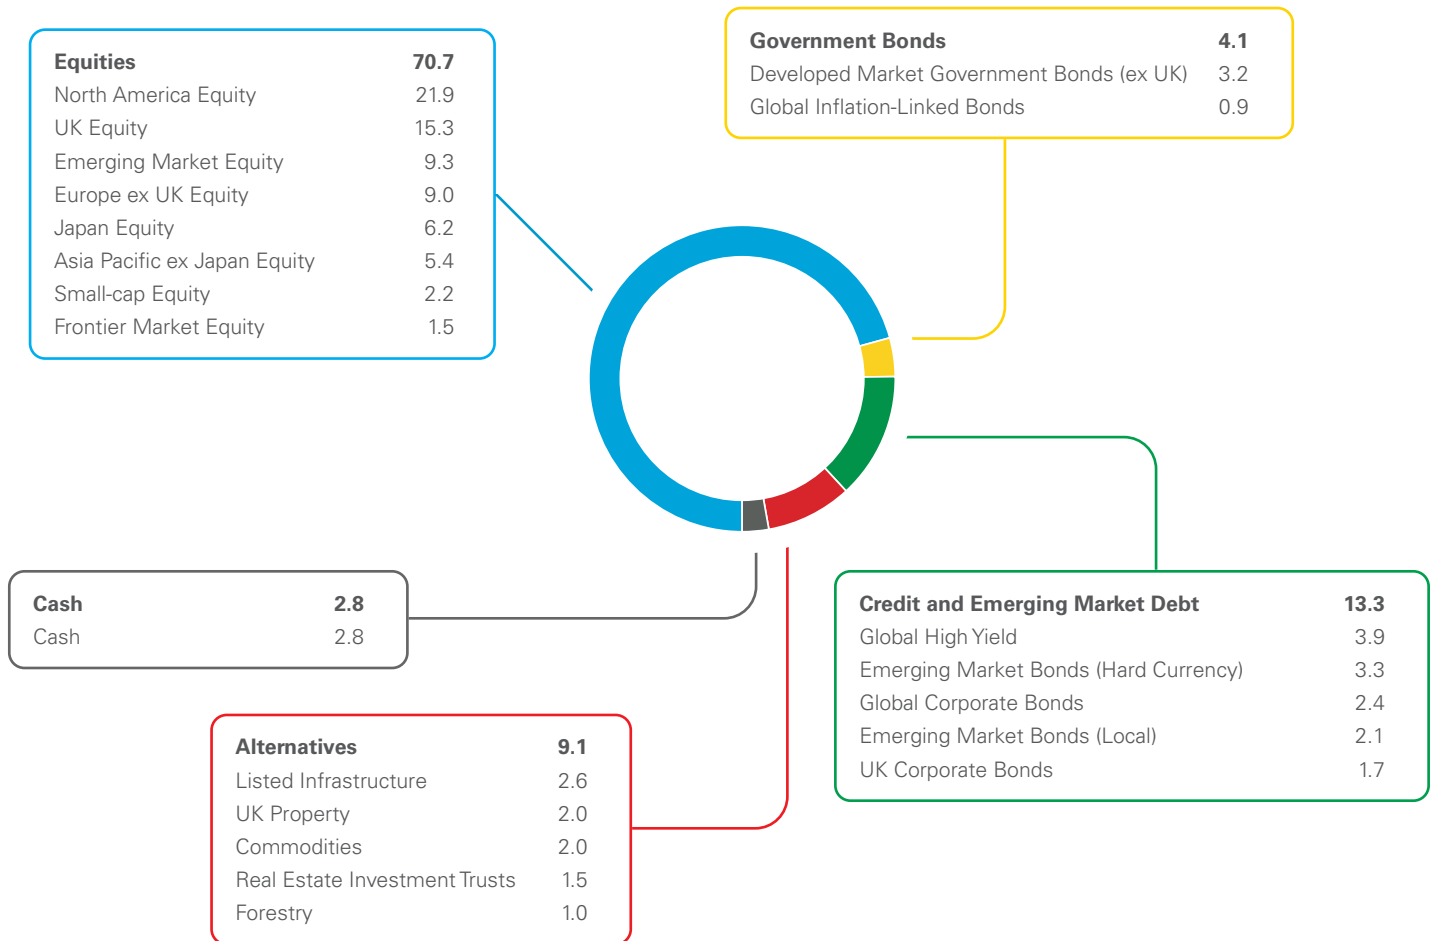 Equities 70.7
North America Equity 21.9
UK Equity 15.3
Emerging Market Equity 9.3
Europe ex UK Equity 9.0
Japan Equity 6.2
Asia Pacific ex Japan Equity 5.4
Small-cap Equity 2.2
Frontier Market Equity 1.5
Government Bonds 4.1
Developed Market Government Bonds (ex UK) 3.2
Global Inflation-Linked Bonds 0.9
Cash 2.8
Cash 2.8
Credit and Emerging Market Debt 13.3
Global High Yield 3.9
Emerging Market Bonds (Hard Currency) 3.3
Global Corporate Bonds 2.4
Emerging Market Bonds (Local) 2.1
UK Corporate Bonds 1.7
Alternatives 9.1
Listed Infrastructure 2.6
UK Property 2.0
Commodities 2.0
Real Estate Investment Trusts 1.5
Forestry 1.0